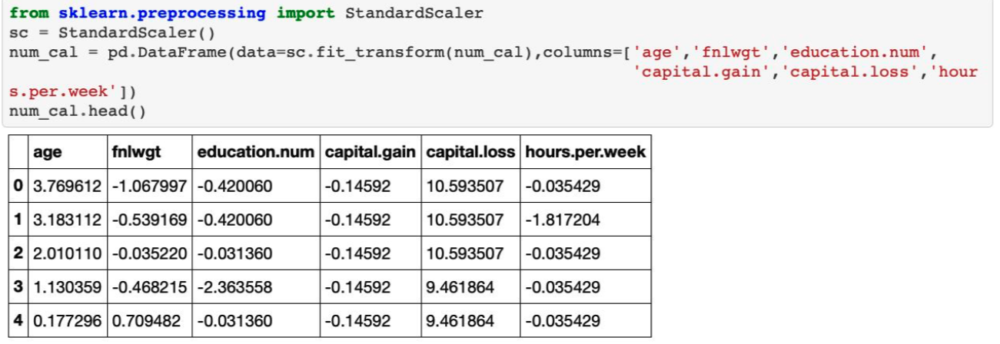 from sklearn.preprocessing import StandardScaler
sc = StandardScaler()
num_cal = pd.DataFrame(data=sc.fit_transform(num_cal),columns=['age','fnlwgt','education.num',
'capital.gain','capital.loss','hour
s.per.week'])
num_cal.head()
age fnlwgt education.num capital.gain capital.loss hours.per.week
0 3.769612 -1.067997 -0.420060 -0.14592 10.593507 -0.035429
1 3.183112 -0.539169 -0.420060 -0.14592 10.593507 -1.817204
2 2.010110 -0.035220 -0.031360 -0.14592 10.593507 -0.035429
3 1.130359 -0.468215 -2.363558 -0.14592 9.461864 -0.035429
4 0.177296 0.709482 -0.031360 -0.14592 9.461864 -0.035429